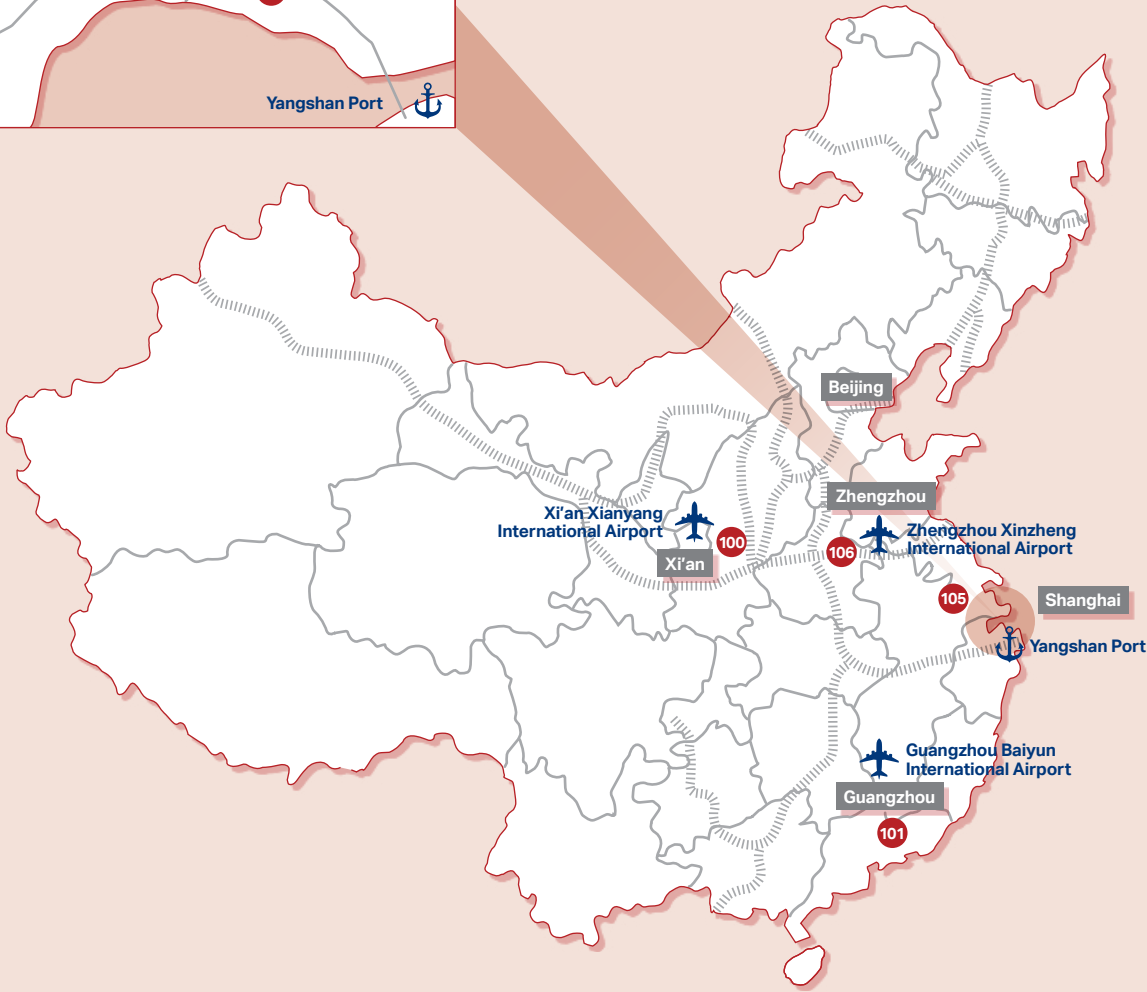 Yangshan Port
Beijing
Zhengzhou
Xi'an Xianyang
International Airport
100
Xi'an
106
Zhengzhou Xinzheng
International Airport
105
Shanghai
Yangshan Port
Guangzhou Baiyun
International Airport
Guangzhou
101